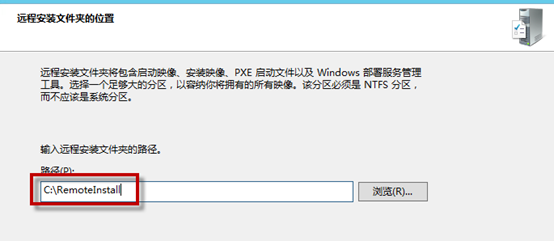 远程安装文件夹的位置
远程安装文件夹将包含启动映像、安装映像、PXE 启动文件以及 Windows 部署服务管理
工具。选择一个足够大的分区，以容纳你将拥有的所有映像。该分区必须是 NTFS 分区，
而不应该是系统分区。
输入远程安装文件夹的路径。
路径(P):
C:\RemoteInstall
浏览(R)...